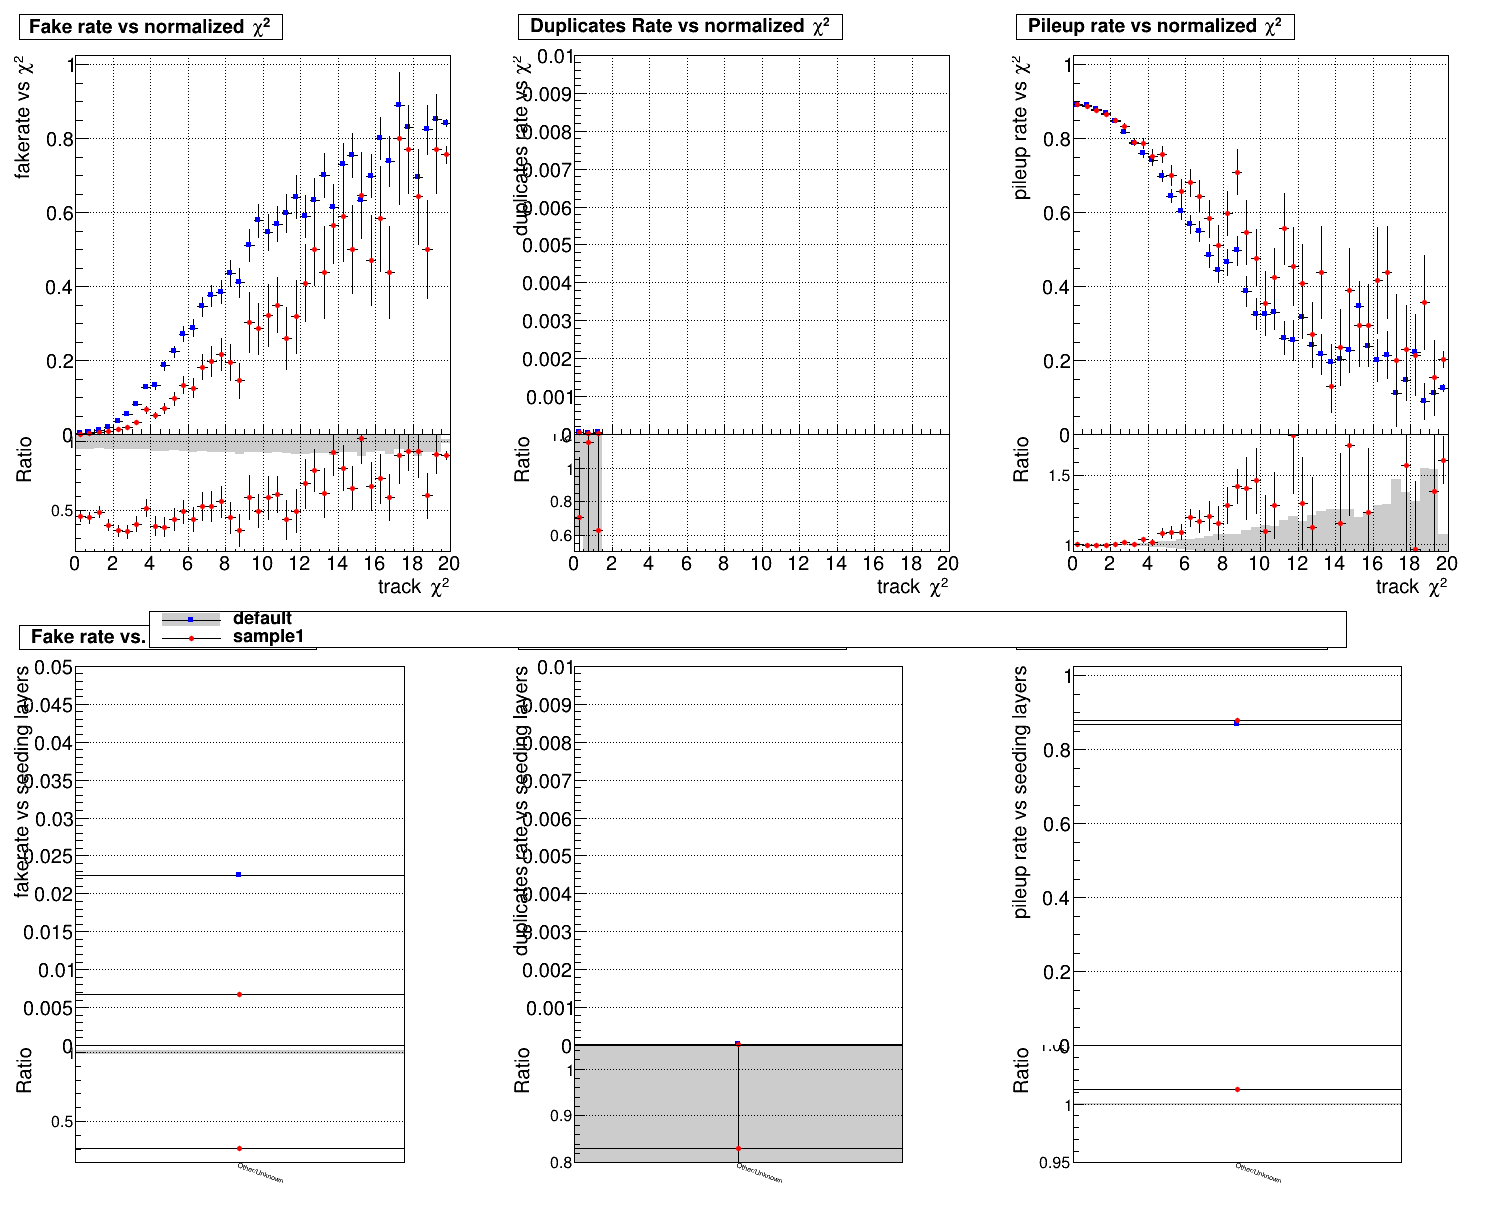 Fake rate vs normalized χ²
Duplicates Rate vs normalized χ²
Pileup rate vs normalized χ²
fakerate vs χ²
1
0.8
0.6
0.4
0.2
0
Ratio
0.5
0 2 4 6 8 10 12 14 16 18 20
track χ²
duplicates rate vs χ²
0.01
0.009
0.008
0.007
0.006
0.005
0.004
0.003
0.002
0.001
0
Ratio
1
0.8
0.6
0 2 4 6 8 10 12 14 16 18 20
track χ²
pileup rate vs χ²
1
0.8
0.6
0.4
0.2
0
Ratio
1.5
1
0 2 4 6 8 10 12 14 16 18 20
track χ²
default
sample1
Fake rate vs.
fakerate vs seeding layers
0.05
0.045
0.04
0.035
0.03
0.025
0.02
0.015
0.01
0.005
0
Ratio
1
0.5
Other/Unknown
duplicates rate vs seeding layers
0.01
0.009
0.008
0.007
0.006
0.005
0.004
0.003
0.002
0.001
0
Ratio
1
0.9
0.8
Other/Unknown
pileup rate vs seeding layers
1
0.8
0.6
0.4
0.2
0
Ratio
1
0.95
Other/Unknown